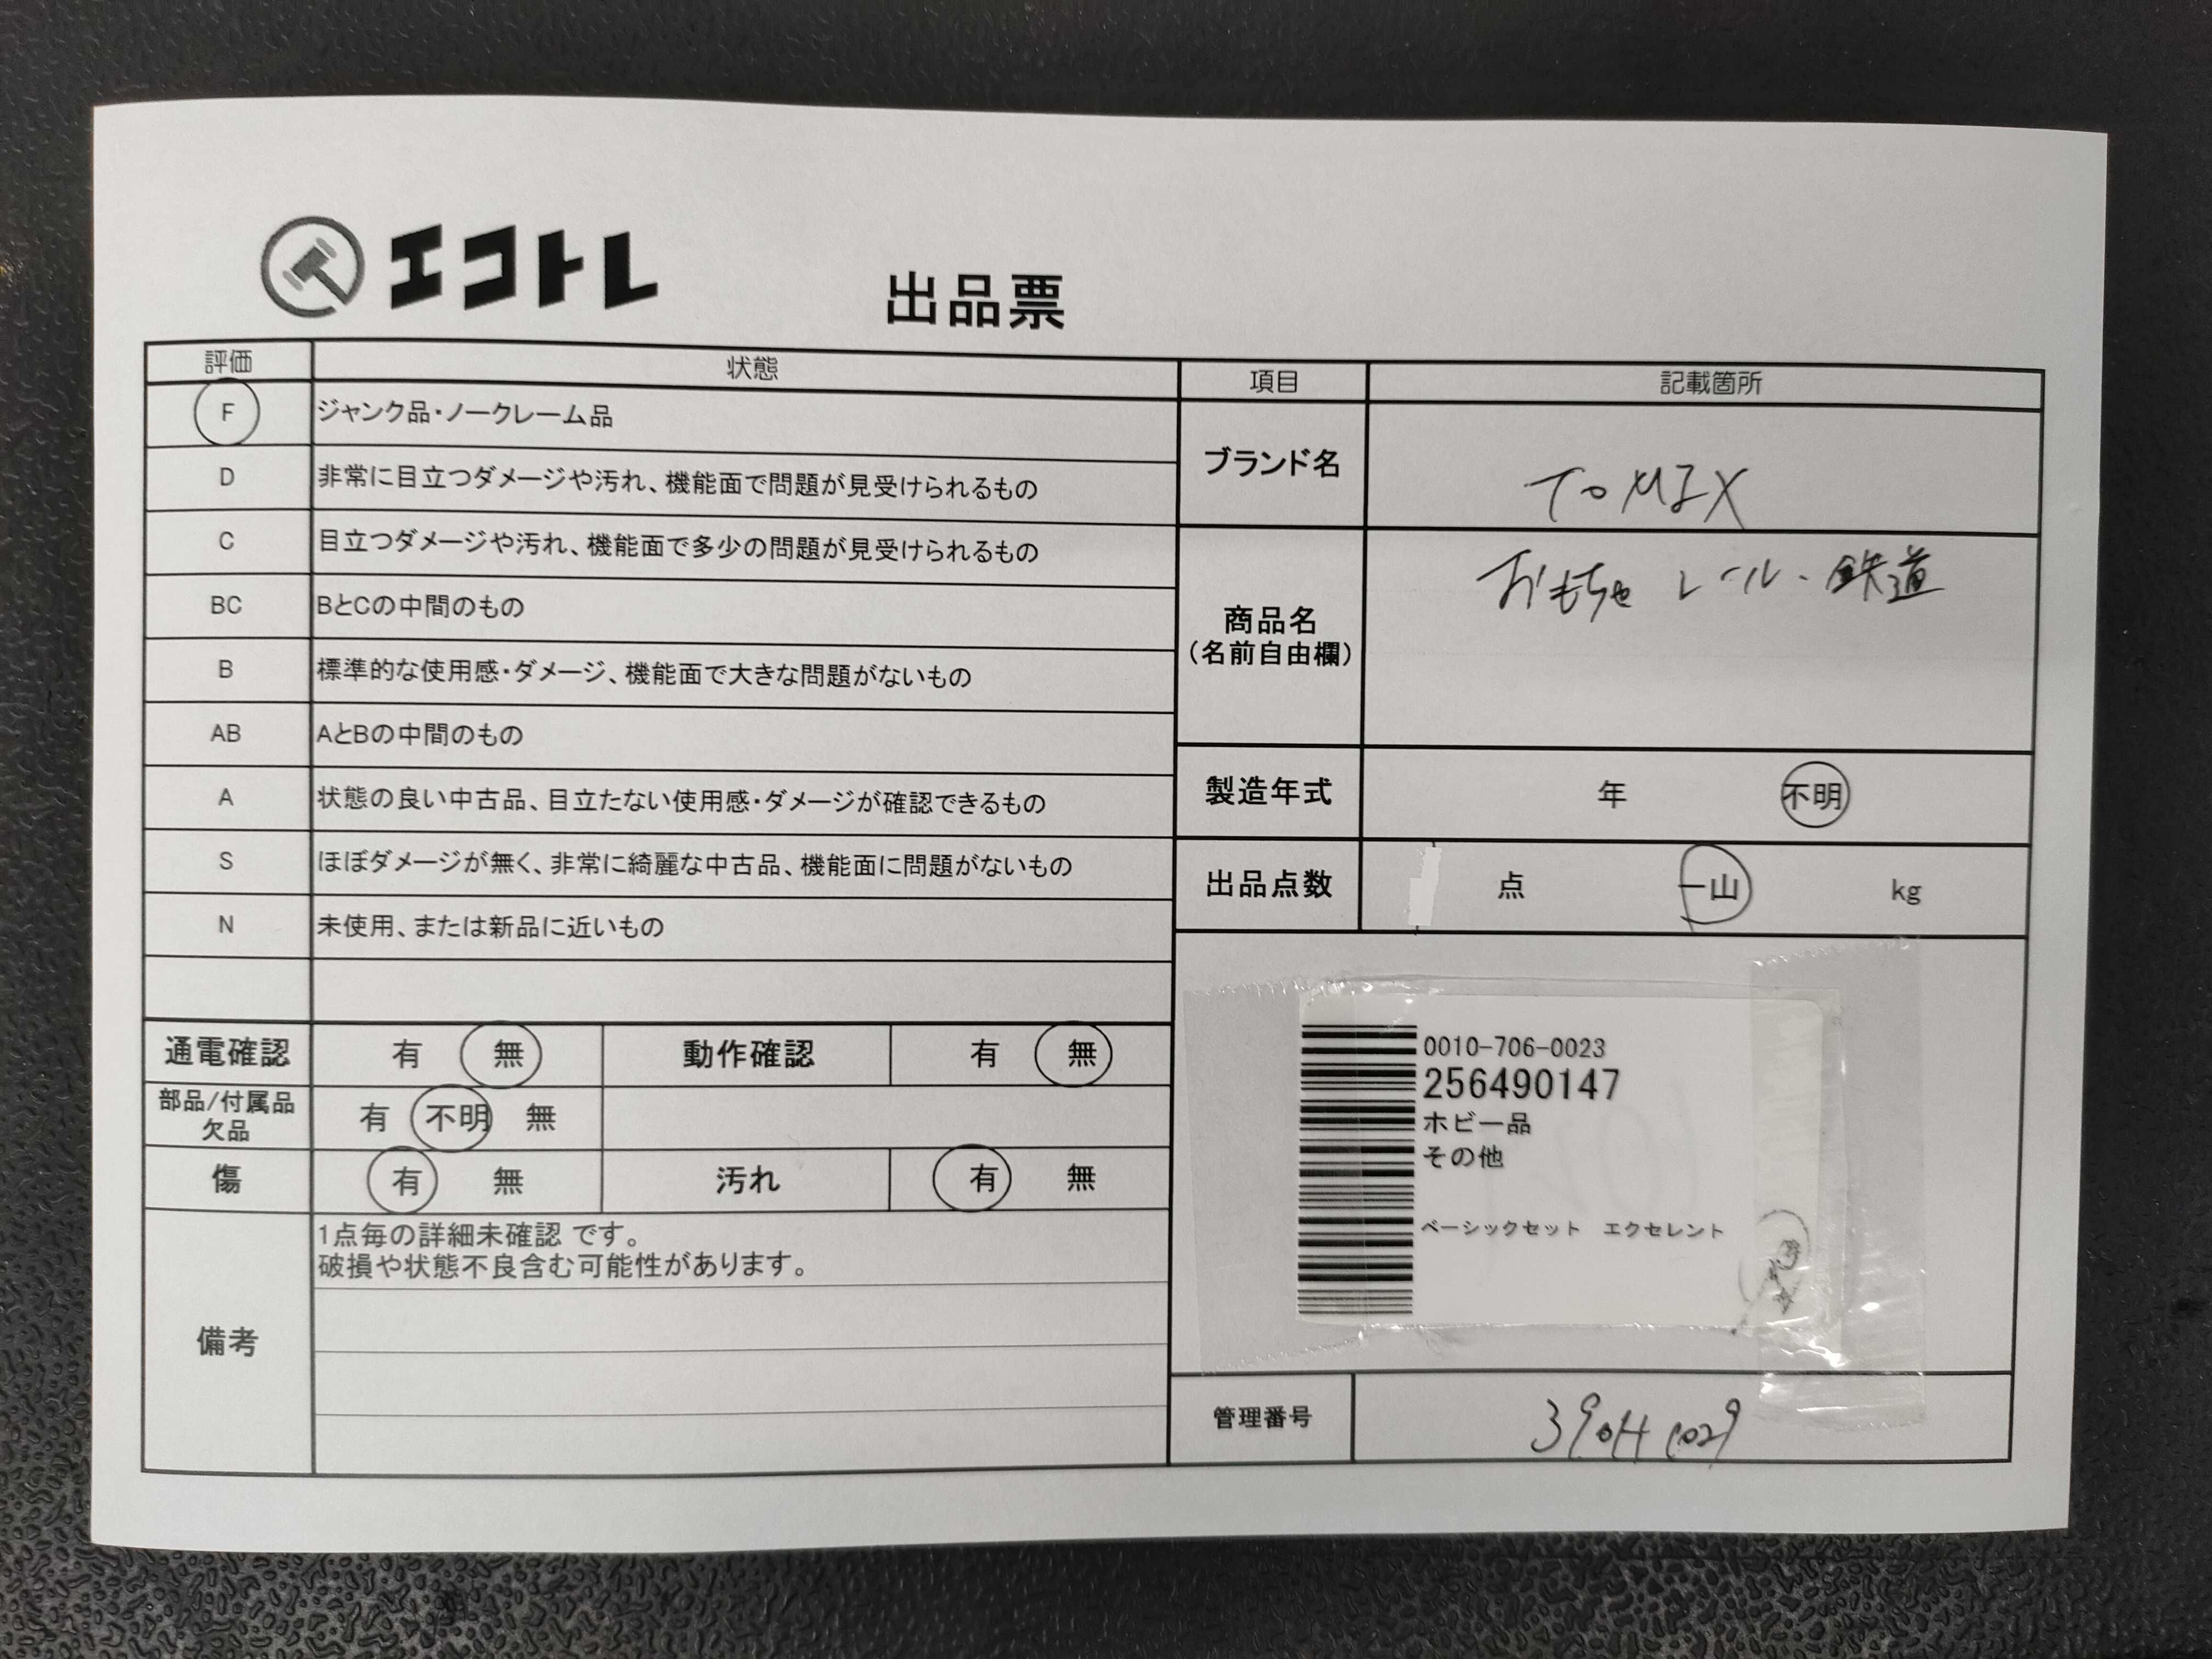 エコトレ
出品票
評価 状態
F ジャンク品・ノークレーム品
D 非常に目立つダメージや汚れ、機能面で問題が見受けられるもの
C 目立つダメージや汚れ、機能面で多少の問題が見受けられるもの
BC BとCの中間のもの
B 標準的な使用感・ダメージ、機能面で大きな問題がないもの
AB AとBの中間のもの
A 状態の良い中古品、目立たない使用感・ダメージが確認できるもの
S ほぼダメージが無く、非常に綺麗な中古品、機能面に問題がないもの
N 未使用、または新品に近いもの
通電確認 有 無 動作確認 有 無
部品/付属品
欠品 有 不明 無
傷 有 無 汚れ 有 無
備考
1点毎の詳細未確認 です。
破損や状態不良含む可能性があります。
項目 記載箇所
ブランド名 TOMIX
商品名
(名前自由欄)
おもちゃ レール・鉄道
製造年式 年 不明
出品点数 点 一山 kg
0010-706-0023
256490147
ホビー品
その他
ベーシックセット エクセレント
管理番号